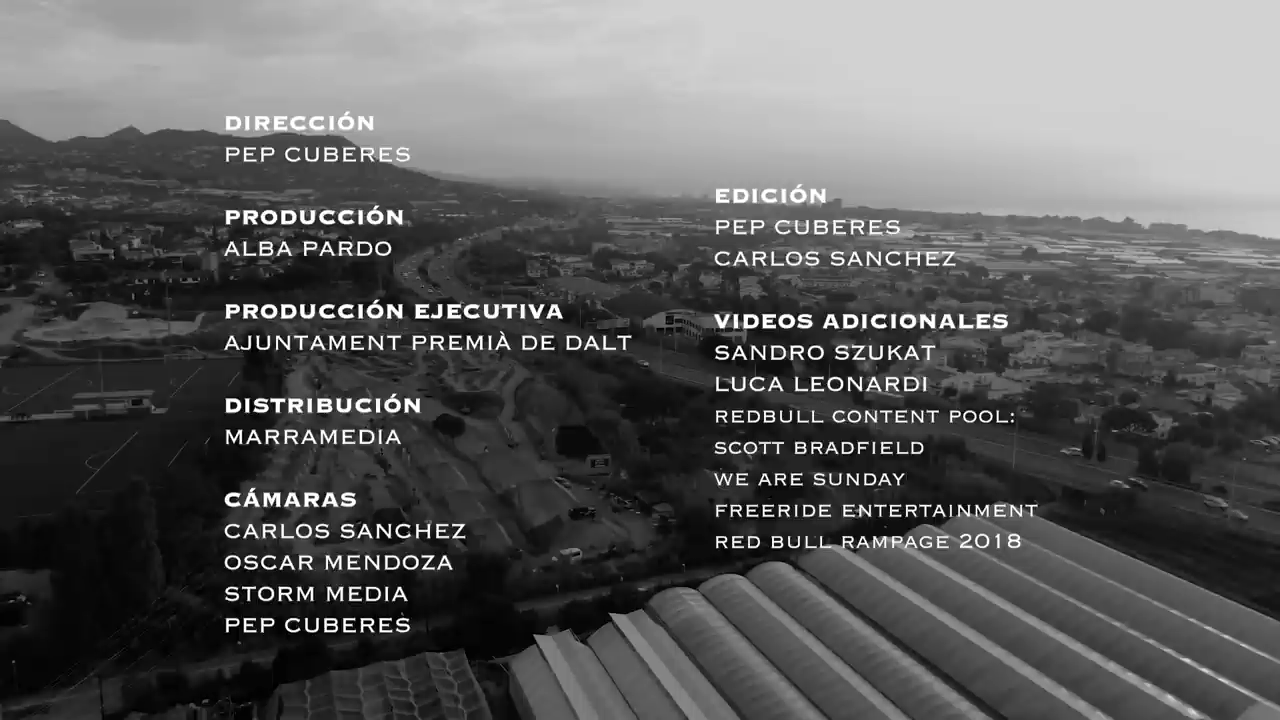 DIRECCIÓN
PEP CUBERES
PRODUCCIÓN
ALBA PARDO
PRODUCCIÓN EJECUTIVA
AJUNTAMENT PREMIÀ DE DALT
DISTRIBUCIÓN
MARRAMEDIA
CÁMARAS
CARLOS SANCHEZ
OSCAR MENDOZA
STORM MEDIA
PEP CUBERES
EDICIÓN
PEP CUBERES
CARLOS SANCHEZ
VIDEOS ADICIONALES
SANDRO SZUKAT
LUCA LEONARDI
REDBULL CONTENT POOL:
SCOTT BRADFIELD
WE ARE SUNDAY
FREERIDE ENTERTAINMENT
RED BULL RAMPAGE 2018